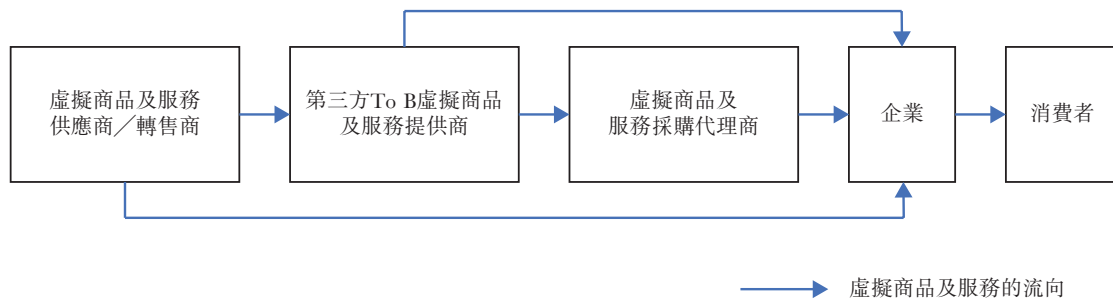 虛擬商品及服務
供應商／轉售商
第三方To B虛擬商品
及服務提供商
虛擬商品及
服務採購代理商
企業
消費者
虛擬商品及服務的流向